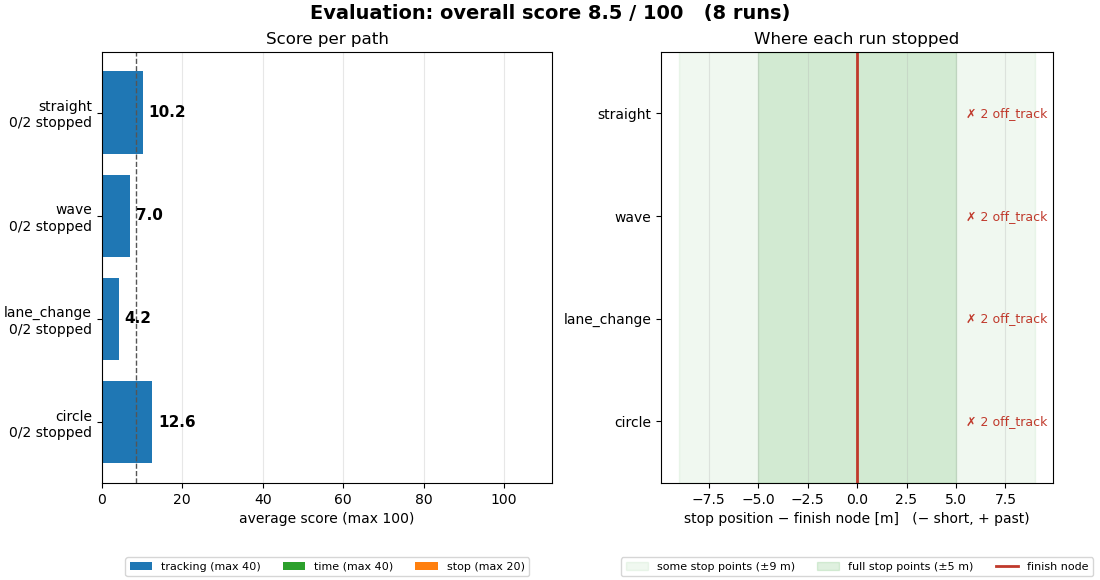 Evaluation: overall score 8.5 / 100   (8 runs)
Score per path
straight
0/2 stopped
10.2
wave
0/2 stopped
7.0
lane_change
0/2 stopped
4.2
circle
0/2 stopped
12.6
0 20 40 60 80 100
average score (max 100)
tracking (max 40) time (max 40) stop (max 20)
Where each run stopped
straight ✗ 2 off_track
wave ✗ 2 off_track
lane_change ✗ 2 off_track
circle ✗ 2 off_track
−7.5 −5.0 −2.5 0.0 2.5 5.0 7.5
stop position − finish node [m]   (− short, + past)
some stop points (±9 m) full stop points (±5 m) finish node